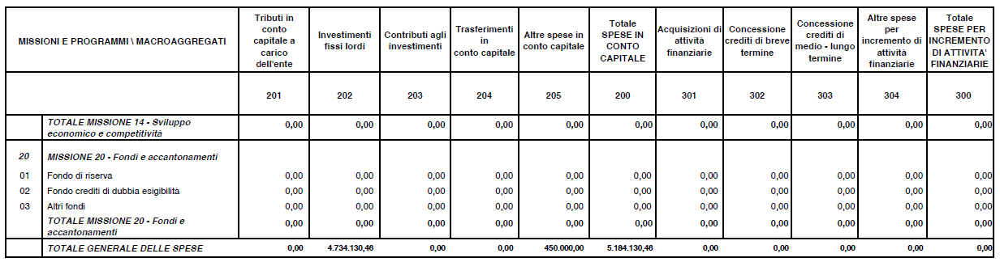 MISSIONI E PROGRAMMI \ MACROAGGREGATI
Tributi in
conto
capitale a
carico
dell'ente
Investimenti
fissi lordi
Contributi agli
investimenti
Trasferimenti
in
conto capitale
Altre spese in
conto capitale
Totale
SPESE IN
CONTO
CAPITALE
Acquisizioni di
attività
finanziarie
Concessione
crediti di breve
termine
Concessione
crediti di
medio - lungo
termine
Altre spese
per
incremento di
attività
finanziarie
Totale
SPESE PER
INCREMENTO
DI ATTIVITA'
FINANZIARIE
201 202 203 204 205 200 301 302 303 304 300
TOTALE MISSIONE 14 - Sviluppo
economico e competitività
0,00 0,00 0,00 0,00 0,00 0,00 0,00 0,00 0,00 0,00 0,00
20 MISSIONE 20 - Fondi e accantonamenti
01 Fondo di riserva 0,00 0,00 0,00 0,00 0,00 0,00 0,00 0,00 0,00 0,00 0,00
02 Fondo crediti di dubbia esigibilità 0,00 0,00 0,00 0,00 0,00 0,00 0,00 0,00 0,00 0,00 0,00
03 Altri fondi 0,00 0,00 0,00 0,00 0,00 0,00 0,00 0,00 0,00 0,00 0,00
TOTALE MISSIONE 20 - Fondi e
accantonamenti
0,00 0,00 0,00 0,00 0,00 0,00 0,00 0,00 0,00 0,00 0,00
TOTALE GENERALE DELLE SPESE 0,00 4.734.130,46 0,00 0,00 450.000,00 5.184.130,46 0,00 0,00 0,00 0,00 0,00